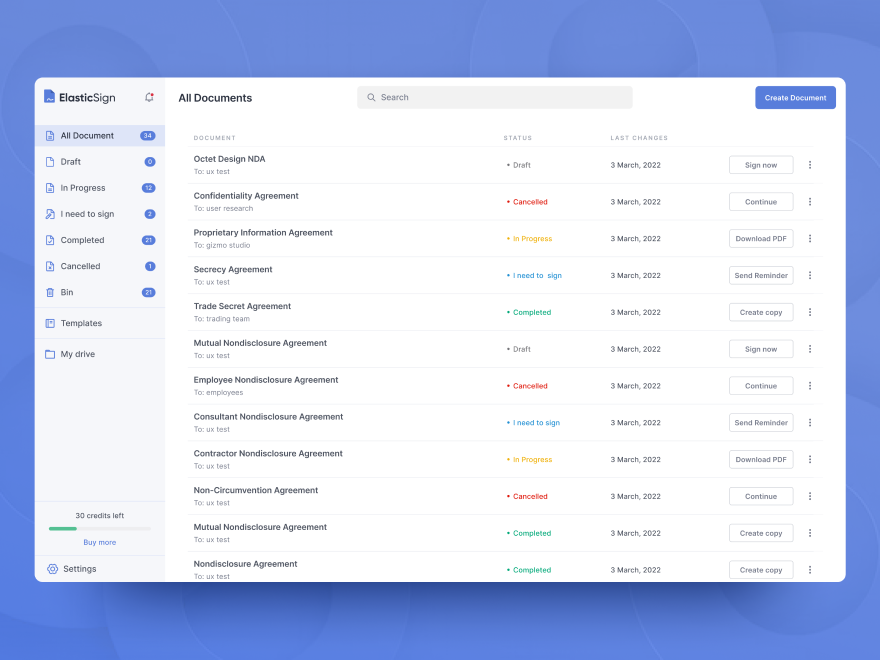 ElasticSign
All Document 34
Draft 0
In Progress 12
I need to sign 2
Completed 21
Cancelled 1
Bin 21
Templates
My drive
30 credits left
Buy more
Settings
All Documents
Search
Create Document
DOCUMENT STATUS LAST CHANGES
Octet Design NDA
To: ux test
Draft 3 March, 2022 Sign now
Confidentiality Agreement
To: user research
Cancelled 3 March, 2022 Continue
Proprietary Information Agreement
To: gizmo studio
In Progress 3 March, 2022 Download PDF
Secrecy Agreement
To: ux test
I need to sign 3 March, 2022 Send Reminder
Trade Secret Agreement
To: trading team
Completed 3 March, 2022 Create copy
Mutual Nondisclosure Agreement
To: ux test
Draft 3 March, 2022 Sign now
Employee Nondisclosure Agreement
To: employees
Cancelled 3 March, 2022 Continue
Consultant Nondisclosure Agreement
To: ux test
I need to sign 3 March, 2022 Send Reminder
Contractor Nondisclosure Agreement
To: ux test
In Progress 3 March, 2022 Download PDF
Non-Circumvention Agreement
To: ux test
Cancelled 3 March, 2022 Continue
Mutual Nondisclosure Agreement
To: ux test
Completed 3 March, 2022 Create copy
Nondisclosure Agreement
To: ux test
Completed 3 March, 2022 Create copy